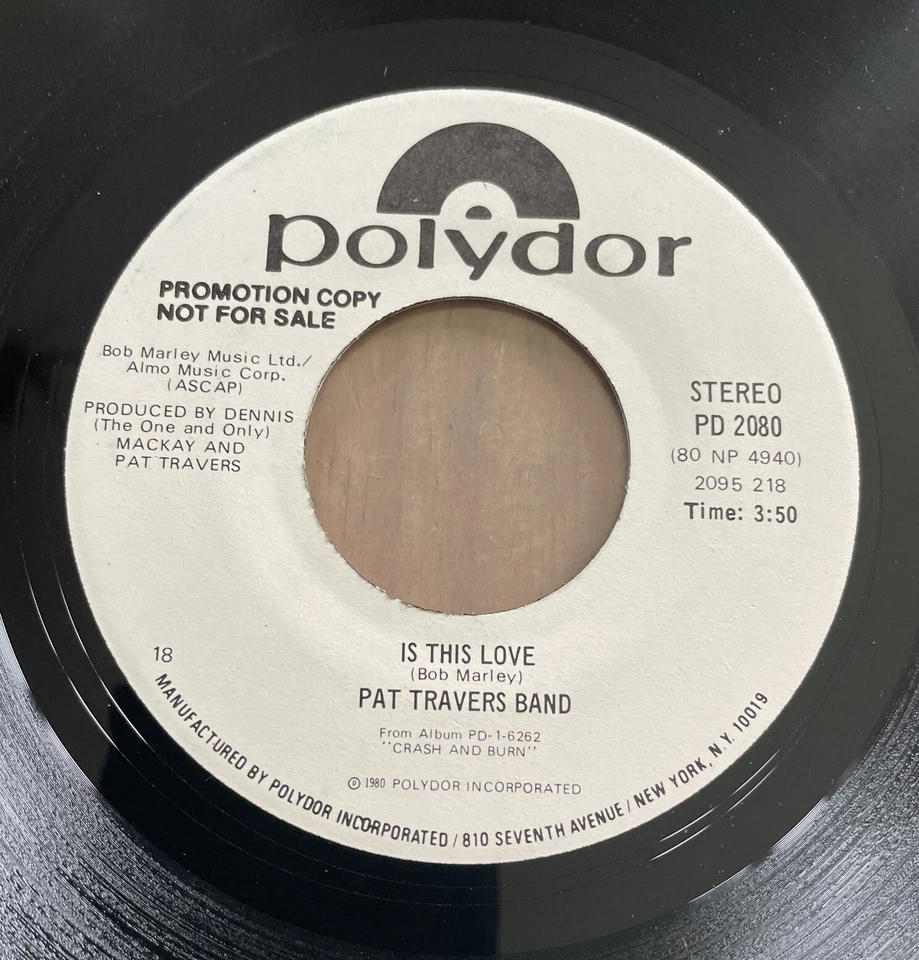 polydor
PROMOTION COPY
NOT FOR SALE
Bob Marley Music Ltd./
Almo Music Corp.
(ASCAP)
PRODUCED BY DENNIS
(The One and Only)
MACKAY AND
PAT TRAVERS
STEREO
PD 2080
(80 NP 4940)
2095 218
Time: 3:50
18
IS THIS LOVE
(Bob Marley)
PAT TRAVERS BAND
From Album PD-1-6262
"CRASH AND BURN"
Ⓟ 1980 POLYDOR INCORPORATED
MANUFACTURED BY POLYDOR INCORPORATED / 810 SEVENTH AVENUE / NEW YORK, N.Y. 10019